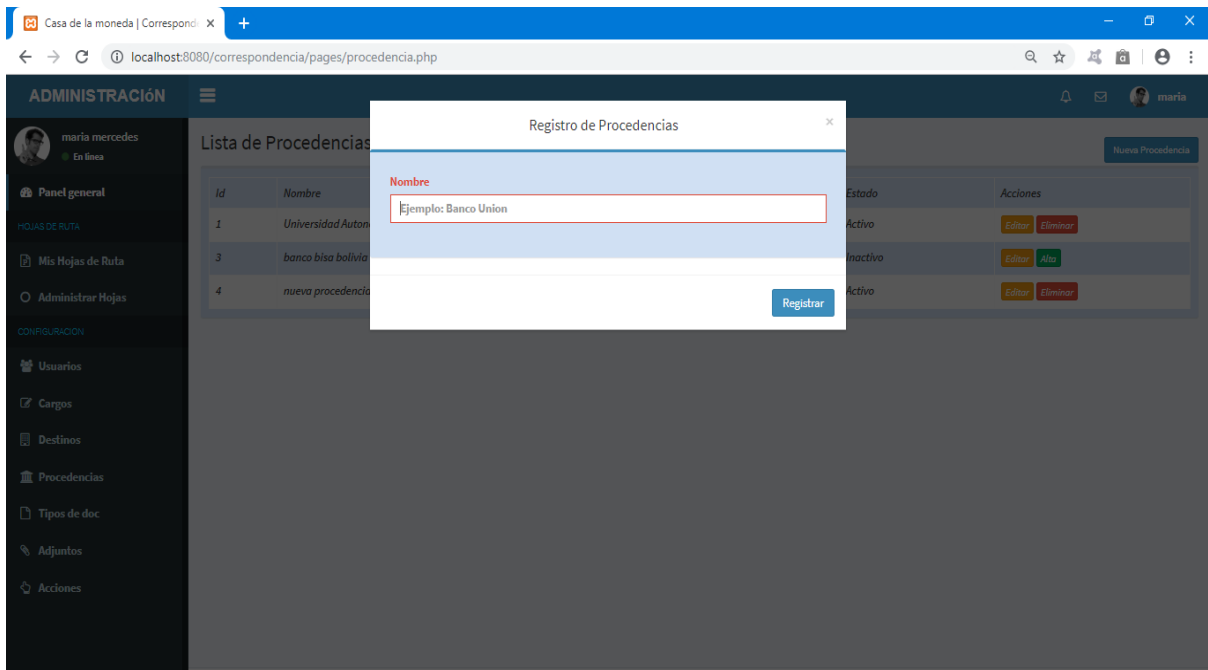 Casa de la moneda | Correspond
localhost:8080/correspondencia/pages/procedencia.php
ADMINISTRACIóN
maria
maria mercedes
En linea
Panel general
HOJAS DE RUTA
Mis Hojas de Ruta
Administrar Hojas
CONFIGURACION
Usuarios
Cargos
Destinos
Procedencias
Tipos de doc
Adjuntos
Acciones
Lista de Procedencias
Nueva Procedencia
Id Nombre Estado Acciones
1 Universidad Auton Activo Editar Eliminar
3 banco bisa bolivia Inactivo Editar Alta
4 nueva procedencia Activo Editar Eliminar
Registro de Procedencias ×
Nombre
Ejemplo: Banco Union
Registrar